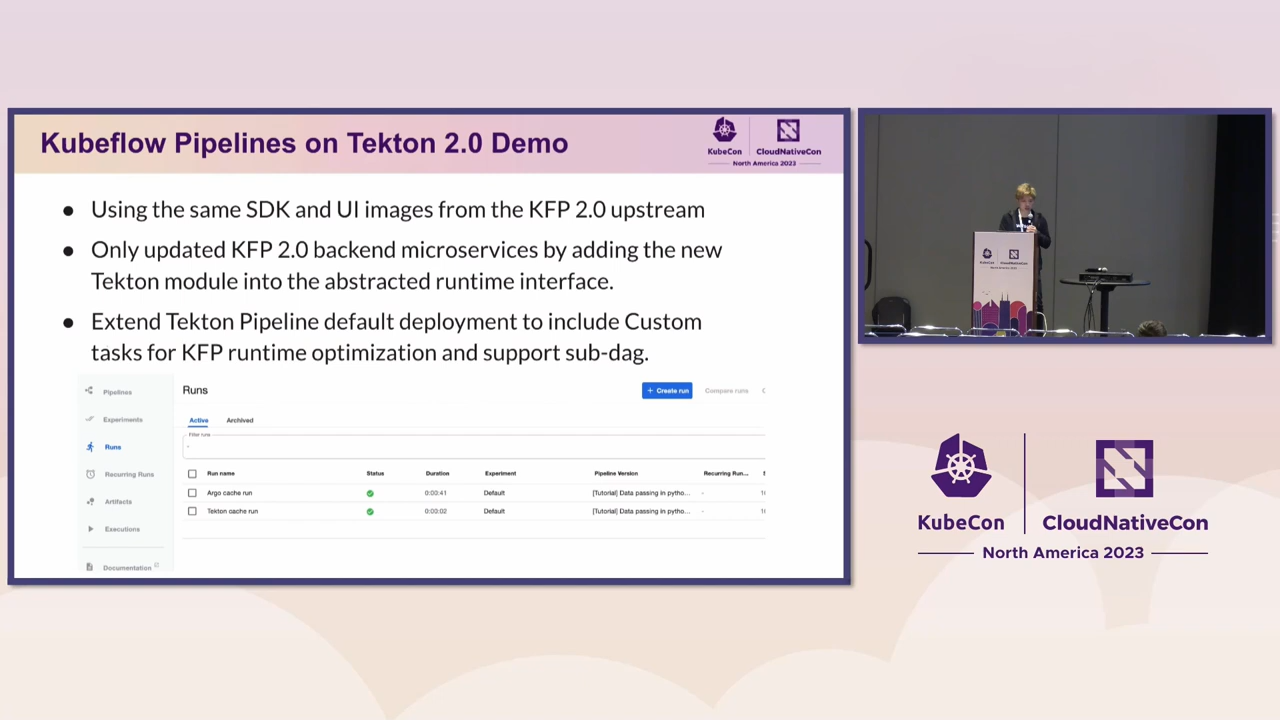 Kubeflow Pipelines on Tekton 2.0 Demo
KubeCon
CloudNativeCon
North America 2023
Using the same SDK and UI images from the KFP 2.0 upstream
Only updated KFP 2.0 backend microservices by adding the new
Tekton module into the abstracted runtime interface.
Extend Tekton Pipeline default deployment to include Custom
tasks for KFP runtime optimization and support sub-dag.
Pipelines
Experiments
Runs
Recurring Runs
Artifacts
Executions
Documentation
Runs
+ Create run
Compare runs
Active
Archived
Filter runs
Run name
Status
Duration
Experiment
Pipeline Version
Recurring Run...
Argo cache run
0:00:41
Default
[Tutorial] Data passing in pytho...
-
Tekton cache run
0:00:02
Default
[Tutorial] Data passing in pytho...
-
KubeCon
CloudNativeCon
North America 2023